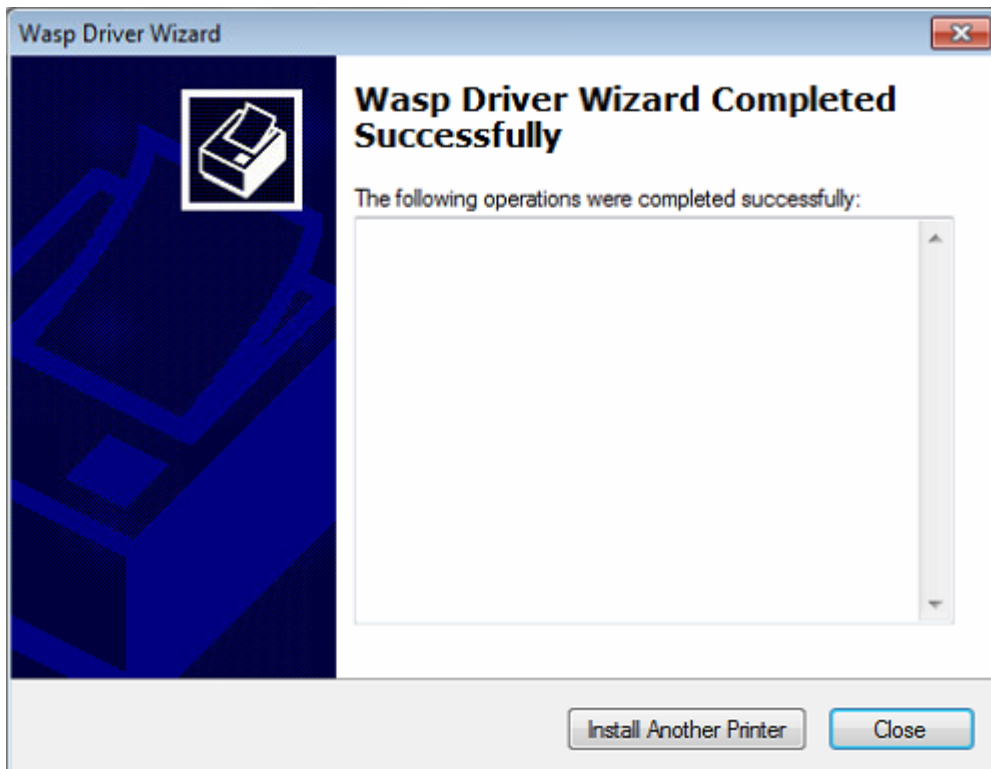 Wasp Driver Wizard
Wasp Driver Wizard Completed
Successfully
The following operations were completed successfully:
Install Another Printer
Close